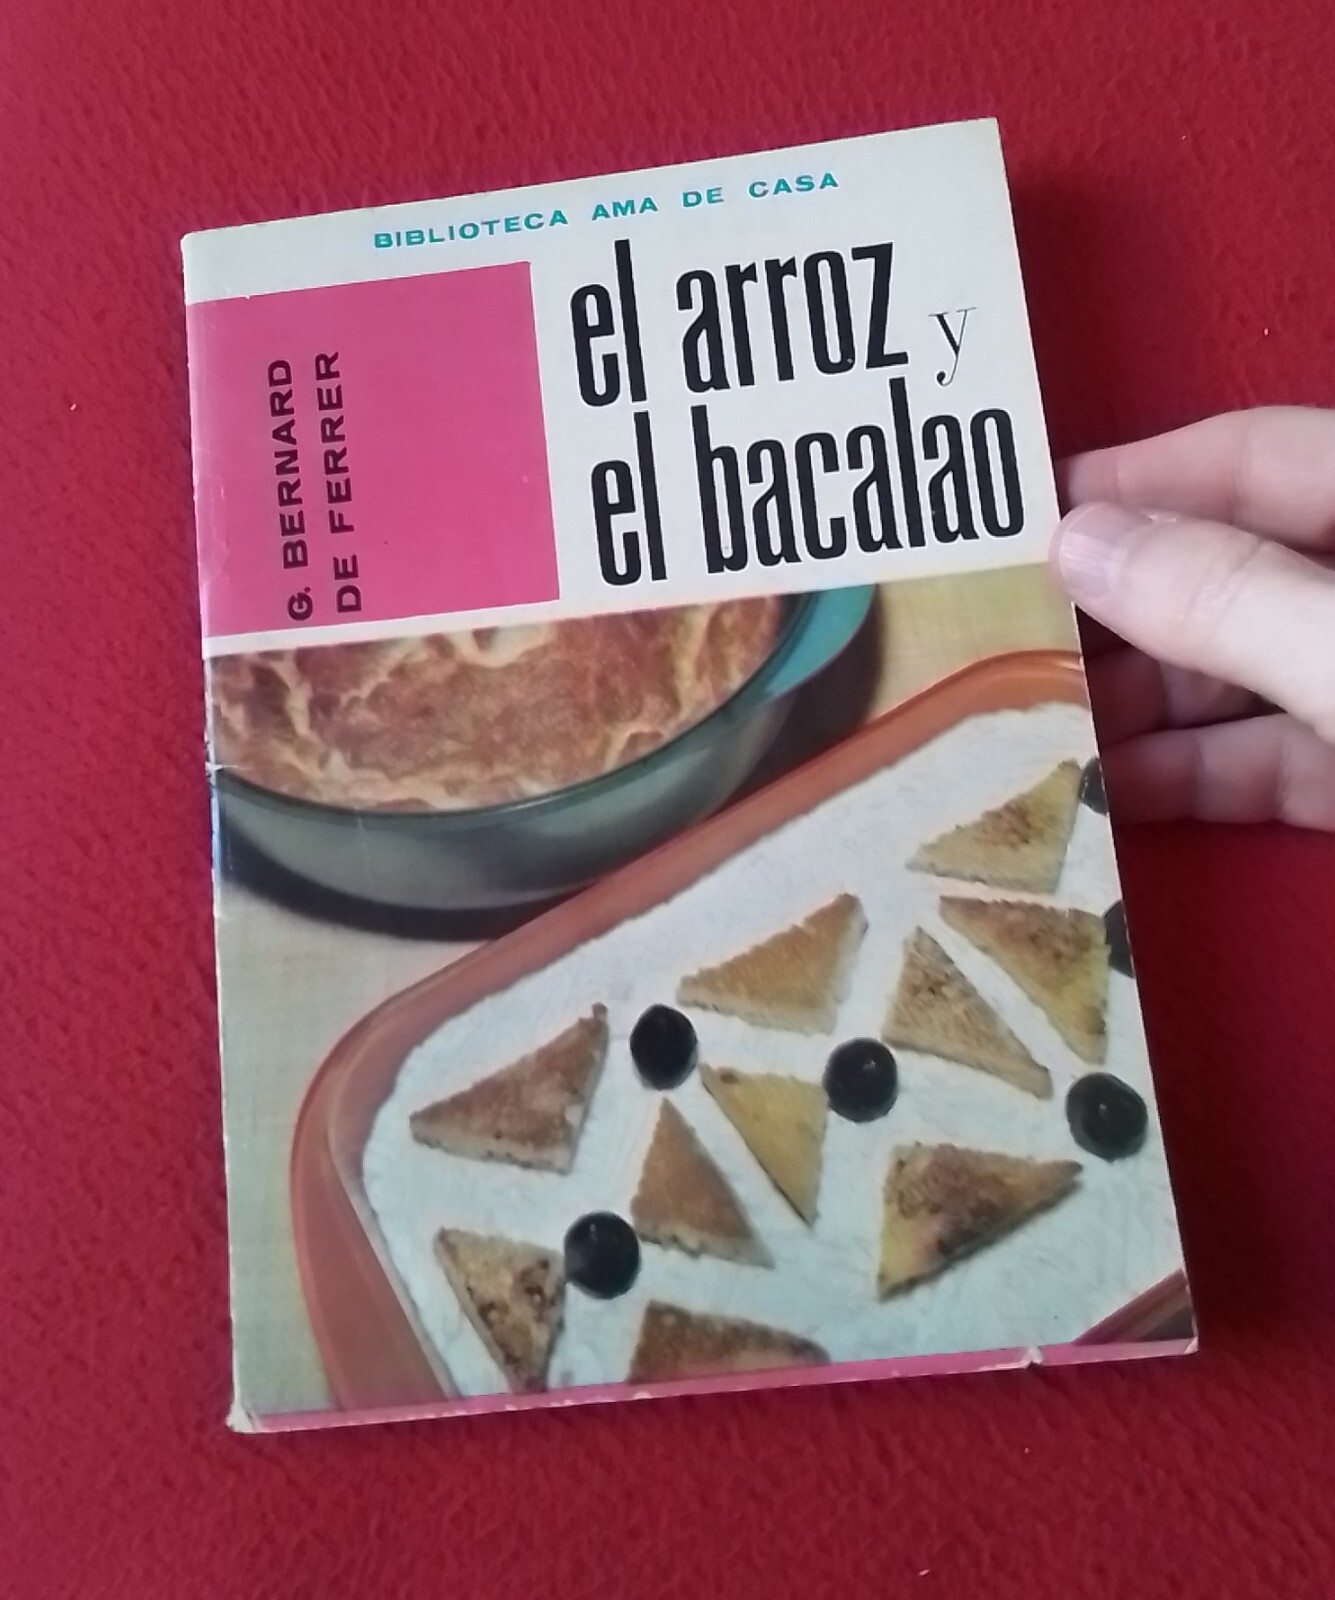 BIBLIOTECA AMA DE CASA
el arroz y
el bacalao
G. BERNARD
DE FERRER